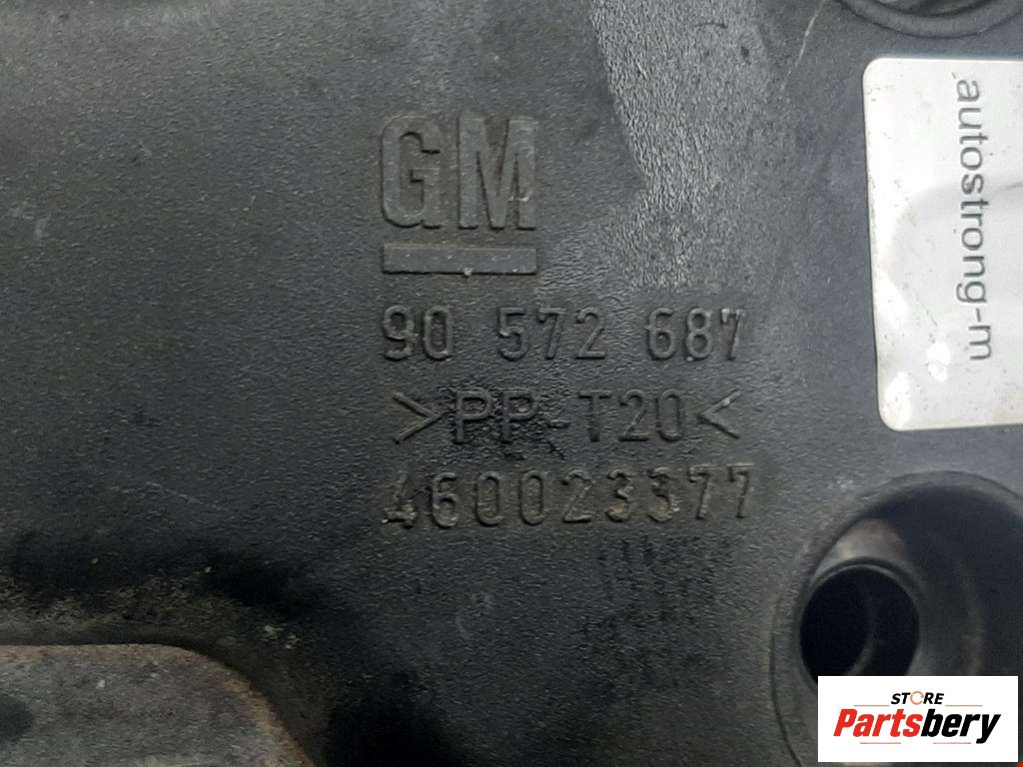 GM
90 572 687
>PP-T20<
460023377
autostrong-m
STORE
Partsbery